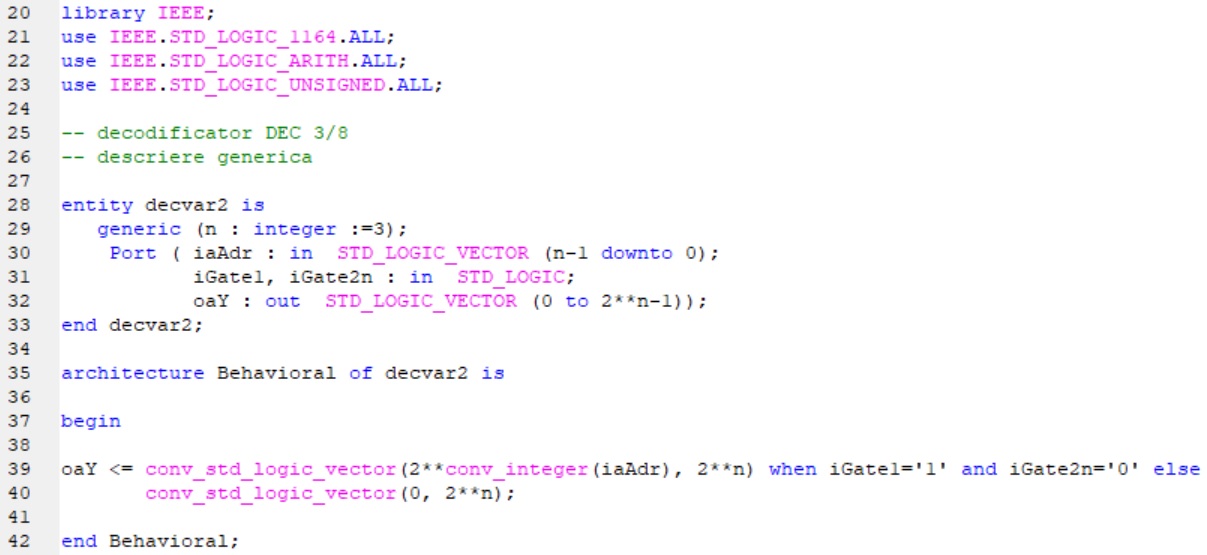 20 library IEEE;
21 use IEEE.STD_LOGIC_1164.ALL;
22 use IEEE.STD_LOGIC_ARITH.ALL;
23 use IEEE.STD_LOGIC_UNSIGNED.ALL;
24
25 -- decodificator DEC 3/8
26 -- descriere generica
27
28 entity decvar2 is
29    generic (n : integer :=3);
30     Port ( iaAdr : in  STD_LOGIC_VECTOR (n-1 downto 0);
31            iGate1, iGate2n : in  STD_LOGIC;
32            oaY : out  STD_LOGIC_VECTOR (0 to 2**n-1));
33 end decvar2;
34
35 architecture Behavioral of decvar2 is
36
37 begin
38
39 oaY <= conv_std_logic_vector(2**conv_integer(iaAdr), 2**n) when iGate1='1' and iGate2n='0' else
40        conv_std_logic_vector(0, 2**n);
41
42 end Behavioral;